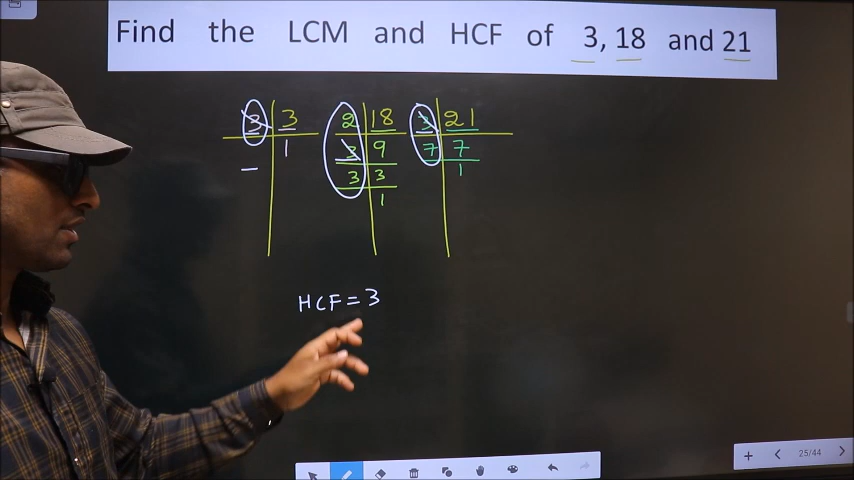 Find the LCM and HCF of 3, 18 and 21
3 3 2 18 3 21
1 3 9 7 7
- 3 3 1
1
HCF = 3
25/44